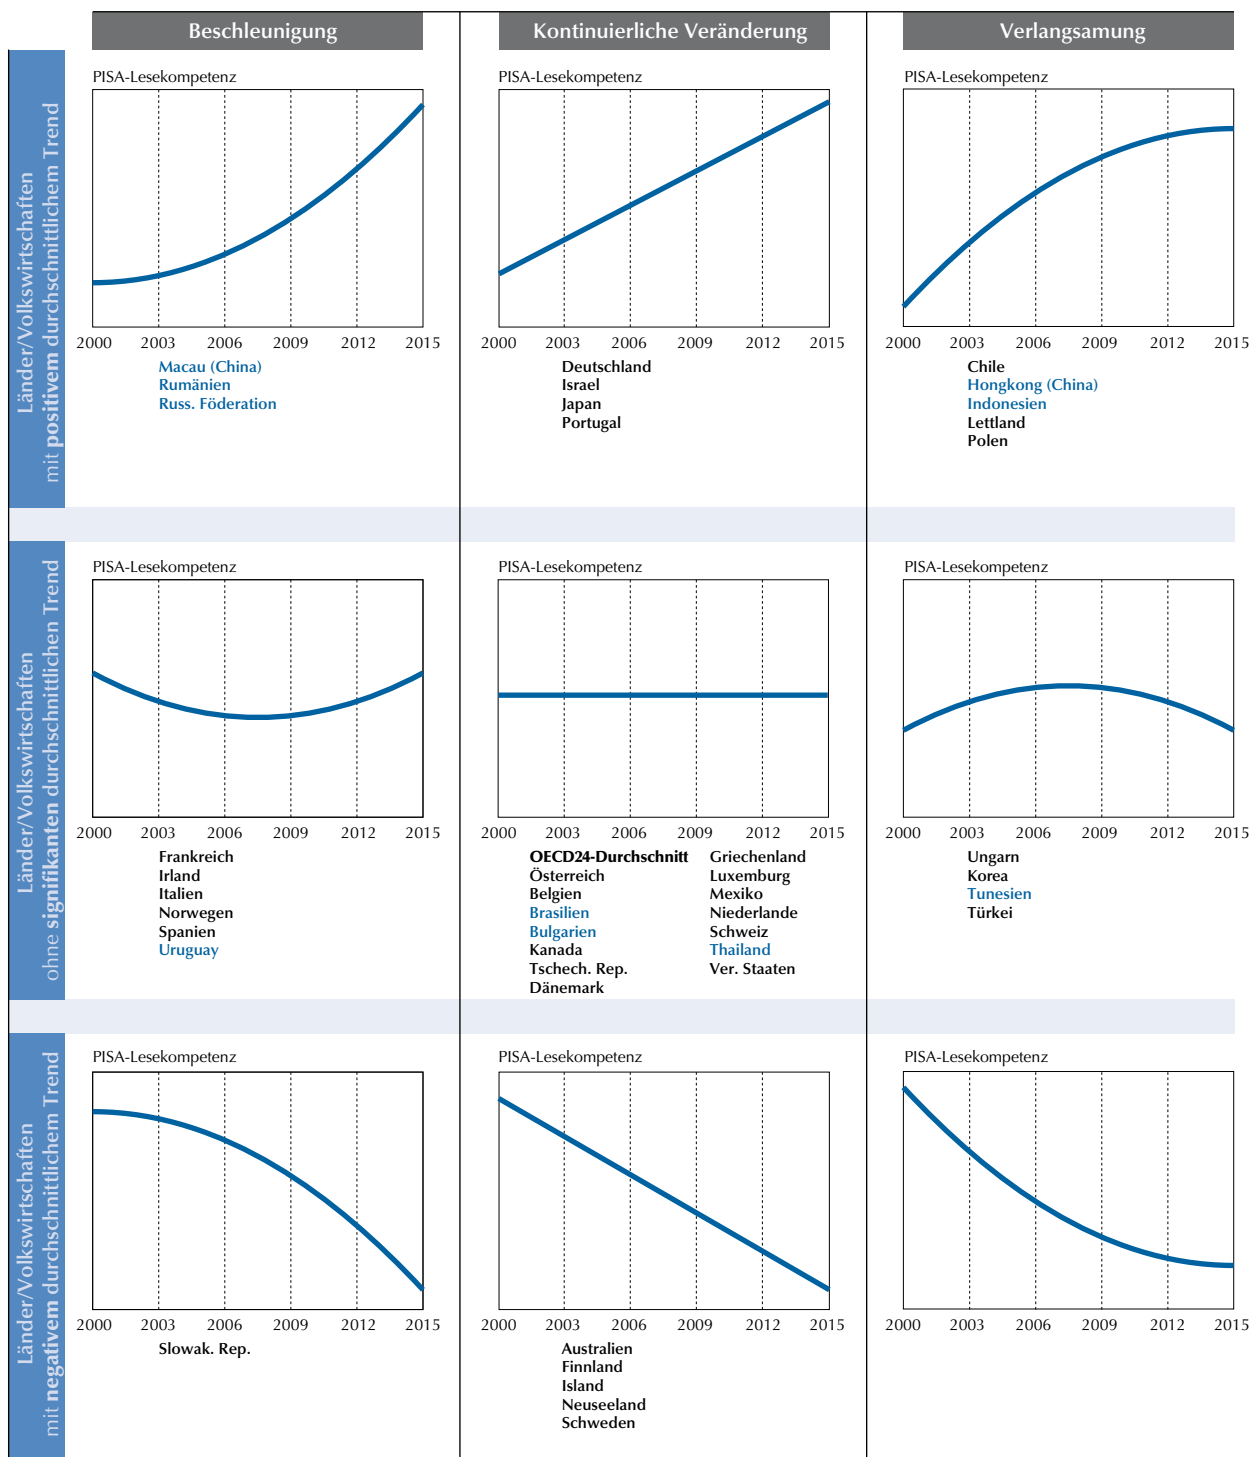 Beschleunigung
Kontinuierliche Veränderung
Verlangsamung
Länder/Volkswirtschaften
mit positivem durchschnittlichem Trend
PISA-Lesekompetenz
2000 2003 2006 2009 2012 2015
Macau (China)
Rumänien
Russ. Föderation
PISA-Lesekompetenz
2000 2003 2006 2009 2012 2015
Deutschland
Israel
Japan
Portugal
PISA-Lesekompetenz
2000 2003 2006 2009 2012 2015
Chile
Hongkong (China)
Indonesien
Lettland
Polen
Länder/Volkswirtschaften
ohne signifikanten durchschnittlichen Trend
PISA-Lesekompetenz
2000 2003 2006 2009 2012 2015
Frankreich
Irland
Italien
Norwegen
Spanien
Uruguay
PISA-Lesekompetenz
2000 2003 2006 2009 2012 2015
OECD24-Durchschnitt
Österreich
Belgien
Brasilien
Bulgarien
Kanada
Tschech. Rep.
Dänemark
Griechenland
Luxemburg
Mexiko
Niederlande
Schweiz
Thailand
Ver. Staaten
PISA-Lesekompetenz
2000 2003 2006 2009 2012 2015
Ungarn
Korea
Tunesien
Türkei
Länder/Volkswirtschaften
mit negativem durchschnittlichem Trend
PISA-Lesekompetenz
2000 2003 2006 2009 2012 2015
Slowak. Rep.
PISA-Lesekompetenz
2000 2003 2006 2009 2012 2015
Australien
Finnland
Island
Neuseeland
Schweden
PISA-Lesekompetenz
2000 2003 2006 2009 2012 2015